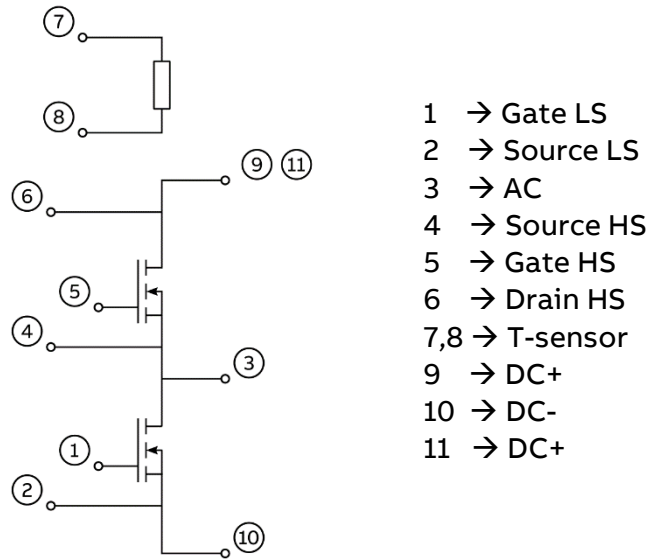 7
8
9 11
6
5
4
3
1
2
10
1 → Gate LS
2 → Source LS
3 → AC
4 → Source HS
5 → Gate HS
6 → Drain HS
7,8 → T-sensor
9 → DC+
10 → DC-
11 → DC+